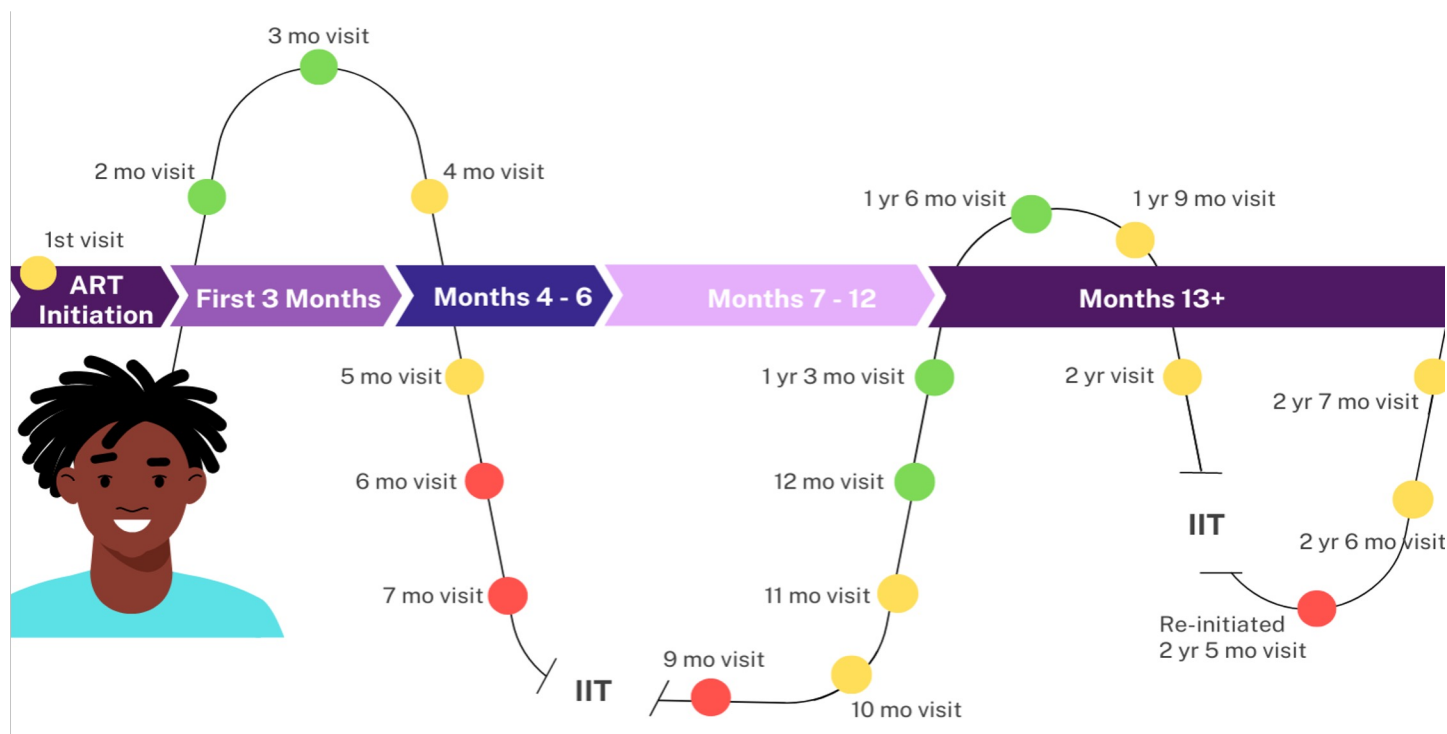 3 mo visit
2 mo visit
4 mo visit
1 yr 6 mo visit
1 yr 9 mo visit
1st visit
ART
Initiation
First 3 Months
Months 4 - 6
Months 7 - 12
Months 13+
5 mo visit
1 yr 3 mo visit
2 yr visit
2 yr 7 mo visit
6 mo visit
12 mo visit
IIT
2 yr 6 mo visit
7 mo visit
11 mo visit
Re-initiated
2 yr 5 mo visit
9 mo visit
IIT
10 mo visit